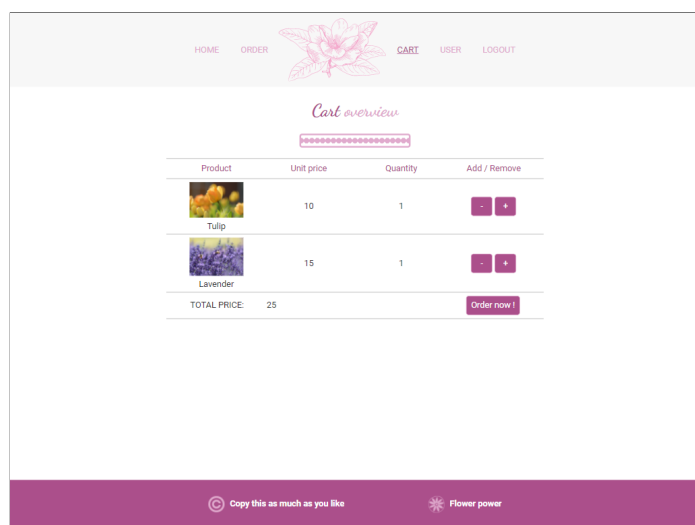 HOME ORDER CART USER LOGOUT
Cart overview
Product Unit price Quantity Add / Remove
10 1 - +
Tulip
15 1 - +
Lavender
TOTAL PRICE: 25 Order now !
© Copy this as much as you like Flower power